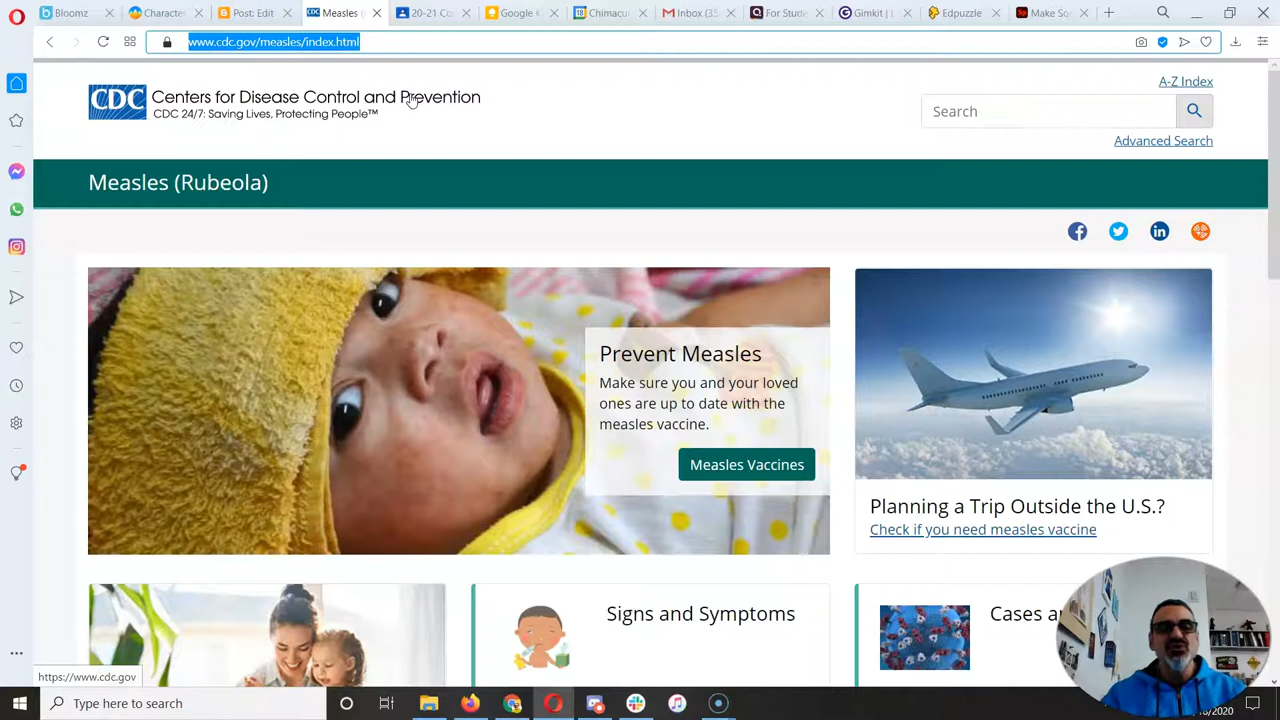 Bloomz
Character
Post: Edit
Measles (
20-21 Co
Google K
Chimacu
Inbox (35
For Stude
Gimkit | L
Edpuzzle
Make So
www.cdc.gov/measles/index.html
CDC Centers for Disease Control and Prevention
CDC 24/7: Saving Lives, Protecting People™
A-Z Index
Search
Advanced Search
Measles (Rubeola)
Prevent Measles
Make sure you and your loved
ones are up to date with the
measles vaccine.
Measles Vaccines
Planning a Trip Outside the U.S.?
Check if you need measles vaccine
Signs and Symptoms
Cases a
https://www.cdc.gov
Type here to search
/2020